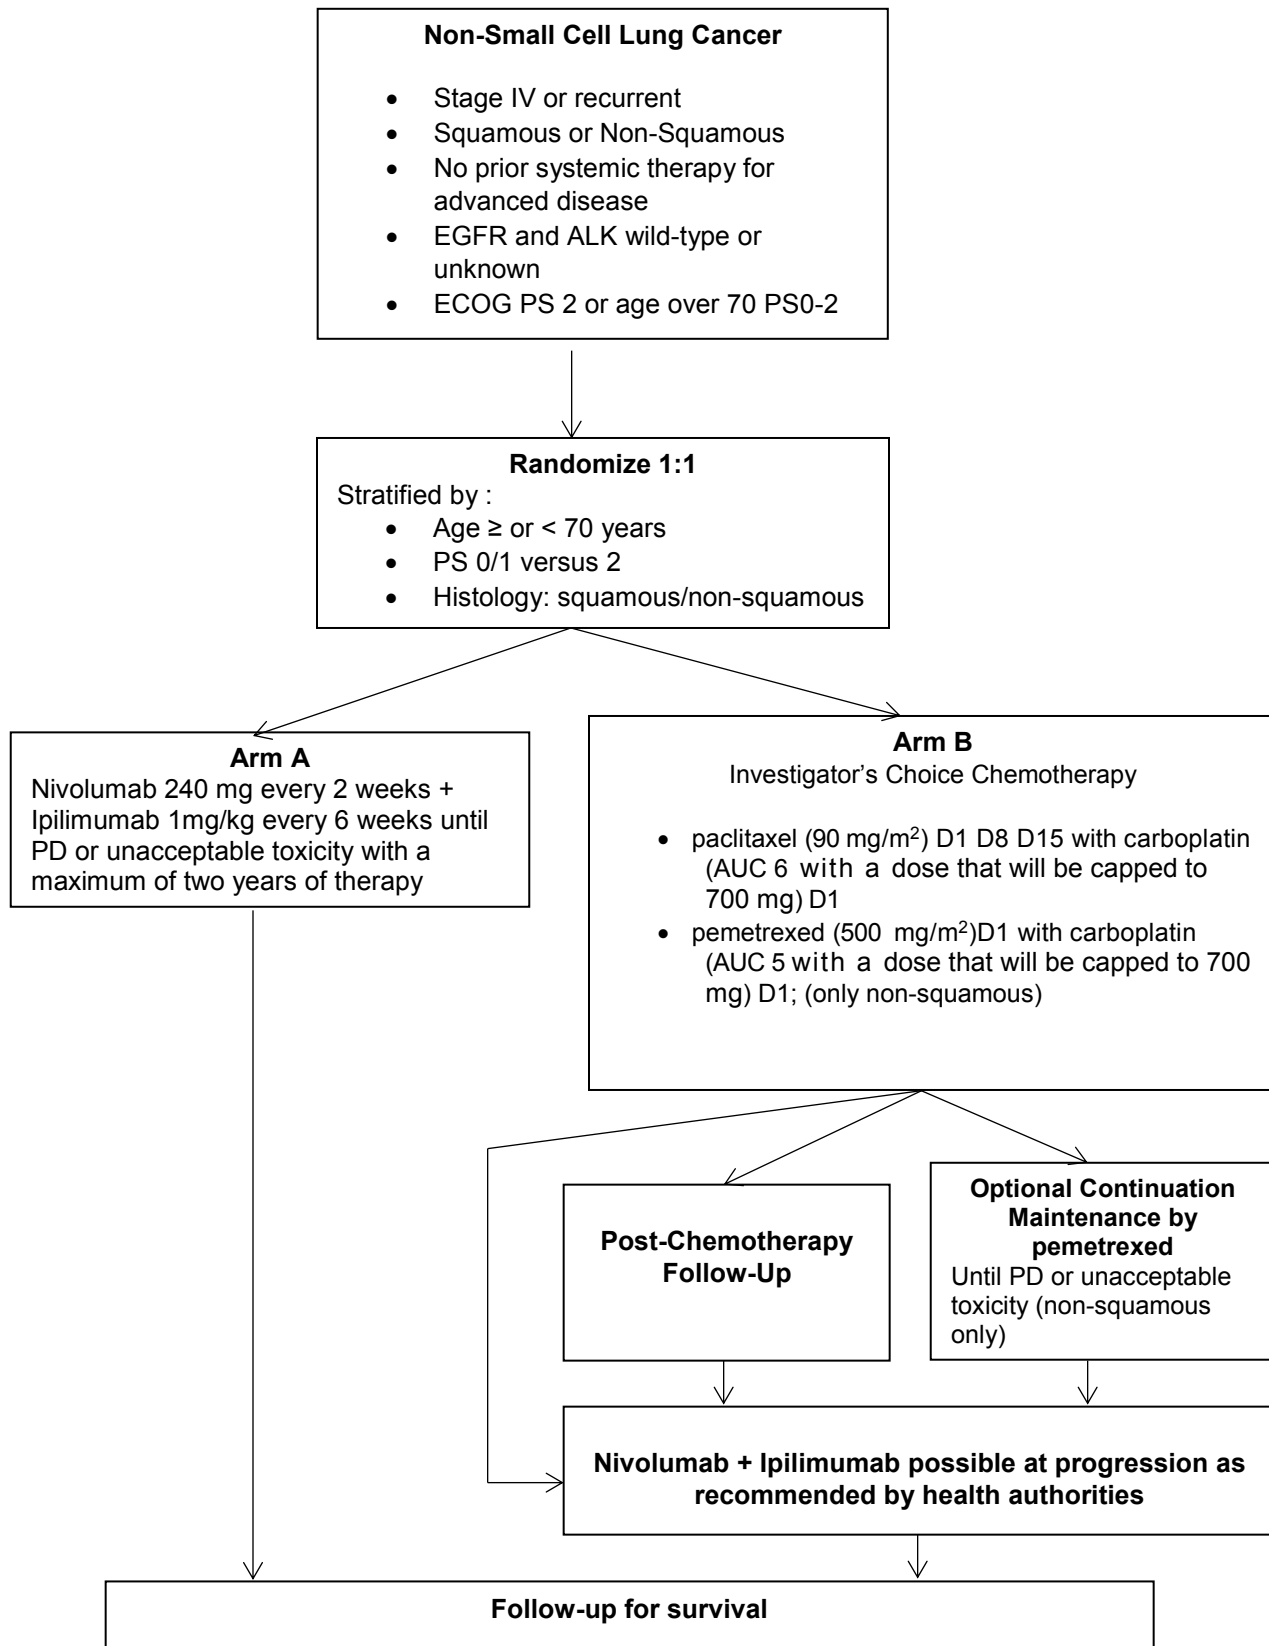 Non-Small Cell Lung Cancer
• Stage IV or recurrent
• Squamous or Non-Squamous
• No prior systemic therapy for
advanced disease
• EGFR and ALK wild-type or
unknown
• ECOG PS 2 or age over 70 PS0-2
Randomize 1:1
Stratified by :
• Age ≥ or < 70 years
• PS 0/1 versus 2
• Histology: squamous/non-squamous
Arm A
Nivolumab 240 mg every 2 weeks +
Ipilimumab 1mg/kg every 6 weeks until
PD or unacceptable toxicity with a
maximum of two years of therapy
Arm B
Investigator’s Choice Chemotherapy
• paclitaxel (90 mg/m²) D1 D8 D15 with carboplatin
(AUC 6 with a dose that will be capped to
700 mg) D1
• pemetrexed (500 mg/m²)D1 with carboplatin
(AUC 5 with a dose that will be capped to 700
mg) D1; (only non-squamous)
Post-Chemotherapy
Follow-Up
Optional Continuation
Maintenance by
pemetrexed
Until PD or unacceptable
toxicity (non-squamous
only)
Nivolumab + Ipilimumab possible at progression as
recommended by health authorities
Follow-up for survival